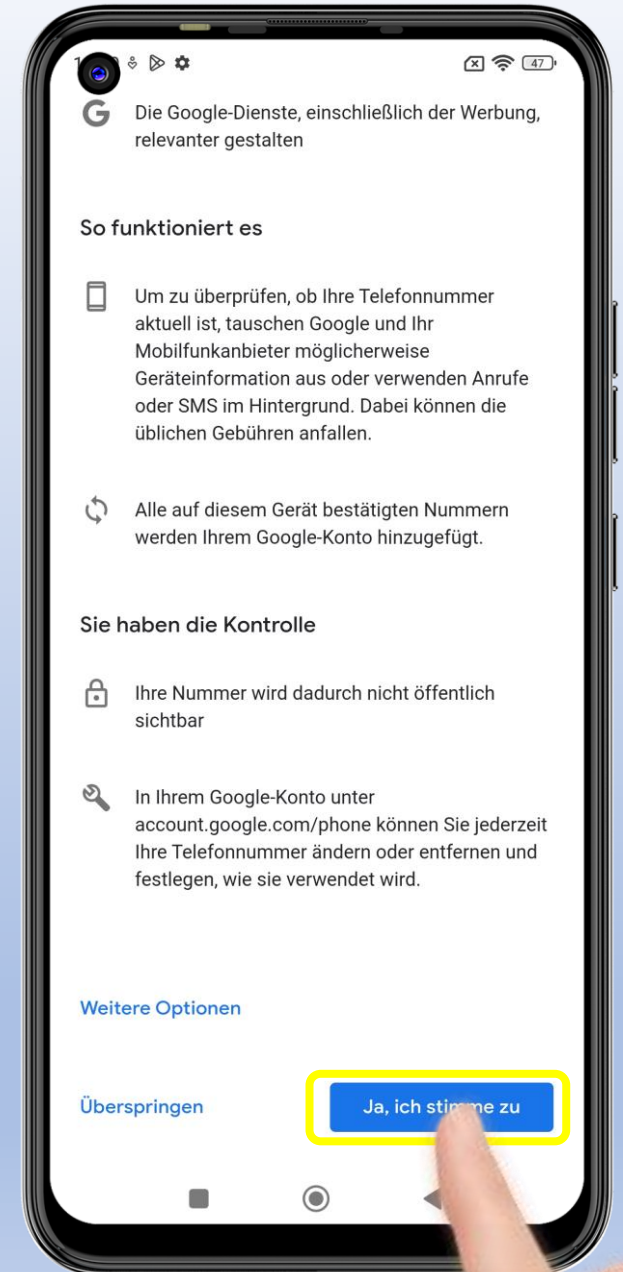 47
Die Google-Dienste, einschließlich der Werbung,
relevanter gestalten
So funktioniert es
Um zu überprüfen, ob Ihre Telefonnummer
aktuell ist, tauschen Google und Ihr
Mobilfunkanbieter möglicherweise
Geräteinformation aus oder verwenden Anrufe
oder SMS im Hintergrund. Dabei können die
üblichen Gebühren anfallen.
Alle auf diesem Gerät bestätigten Nummern
werden Ihrem Google-Konto hinzugefügt.
Sie haben die Kontrolle
Ihre Nummer wird dadurch nicht öffentlich
sichtbar
In Ihrem Google-Konto unter
account.google.com/phone können Sie jederzeit
Ihre Telefonnummer ändern oder entfernen und
festlegen, wie sie verwendet wird.
Weitere Optionen
Überspringen
Ja, ich stimme zu